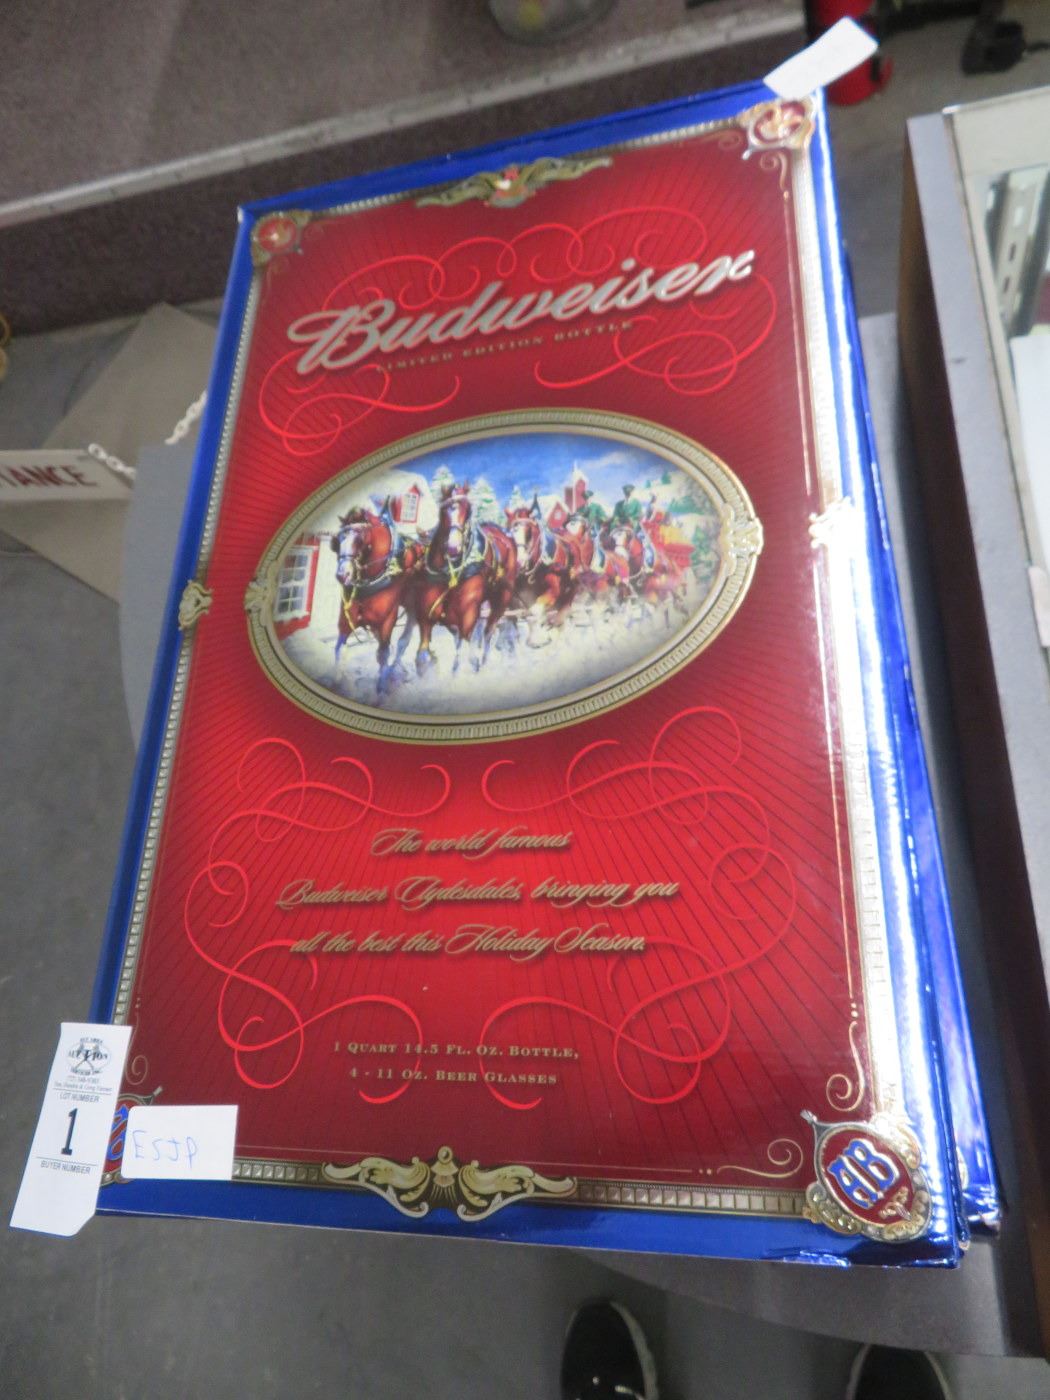 Budweiser
LIMITED EDITION BOTTLE
TANCE
The world famous
Budweiser Clydesdales, bringing you
all the best this Holiday Season.
1 QUART 14.5 FL. OZ. BOTTLE,
4 - 11 OZ. BEER GLASSES
LOT NUMBER
1
BUYER NUMBER
ESJP
AB